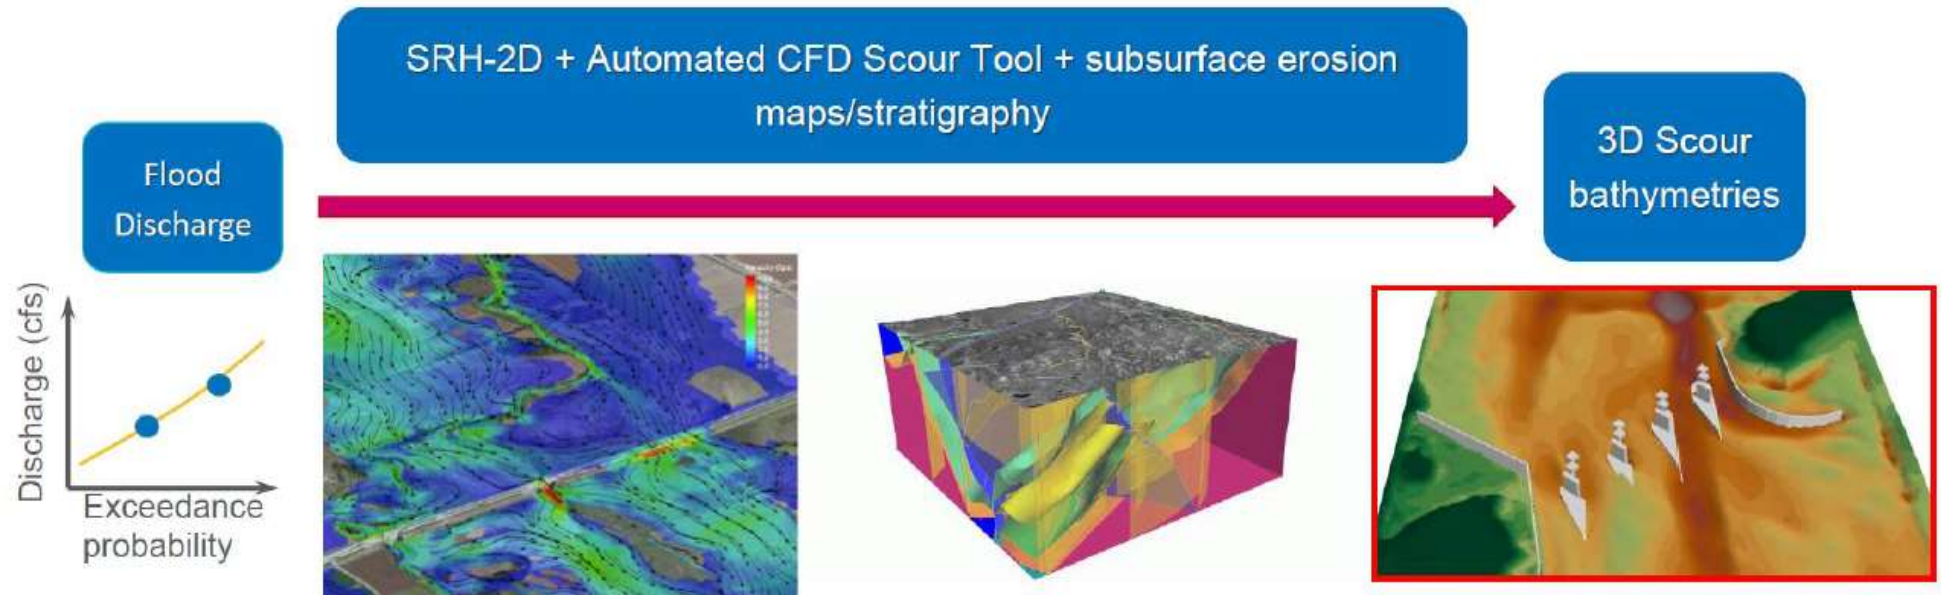 SRH-2D + Automated CFD Scour Tool + subsurface erosion
maps/stratigraphy
Flood
Discharge
3D Scour
bathymetries
Discharge (cfs)
Exceedance
probability